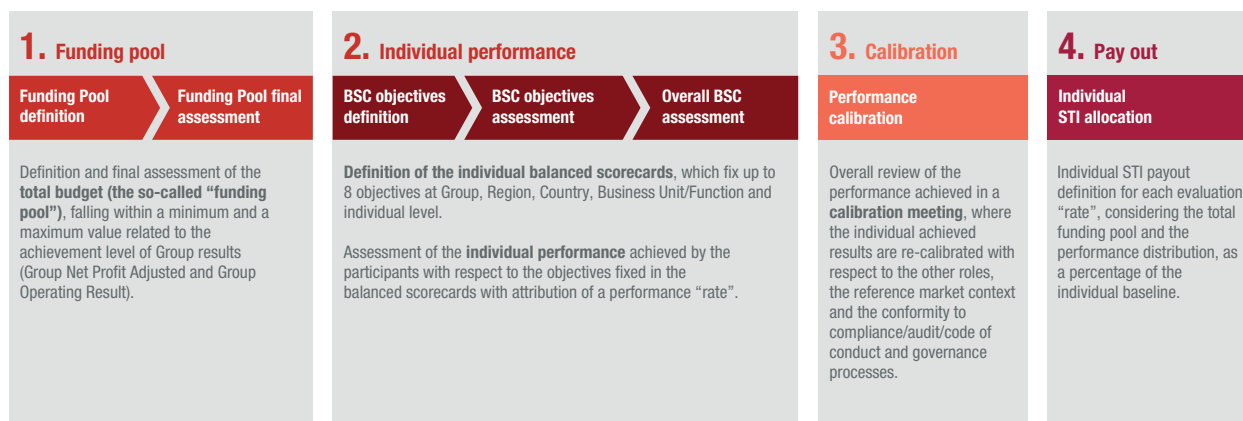 1. Funding pool
Funding Pool
definition
Funding Pool final
assessment
Definition and final assessment of the
total budget (the so-called “funding
pool”), falling within a minimum and a
maximum value related to the
achievement level of Group results
(Group Net Profit Adjusted and Group
Operating Result).
2. Individual performance
BSC objectives
definition
BSC objectives
assessment
Overall BSC
assessment
Definition of the individual balanced scorecards, which fix up to
8 objectives at Group, Region, Country, Business Unit/Function and
individual level.
Assessment of the individual performance achieved by the
participants with respect to the objectives fixed in the
balanced scorecards with attribution of a performance “rate”.
3. Calibration
Performance
calibration
Overall review of the
performance achieved in a
calibration meeting, where
the individual achieved
results are re-calibrated with
respect to the other roles,
the reference market context
and the conformity to
compliance/audit/code of
conduct and governance
processes.
4. Pay out
Individual
STI allocation
Individual STI payout
definition for each evaluation
“rate”, considering the total
funding pool and the
performance distribution, as
a percentage of the
individual baseline.